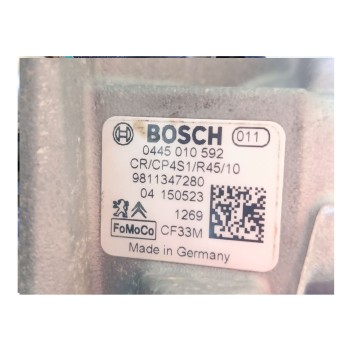 BOSCH 011
0445 010 592
CR/CP4S1/R45/10
9811347280
04 150523
1269
FoMoCo CF33M
Made in Germany